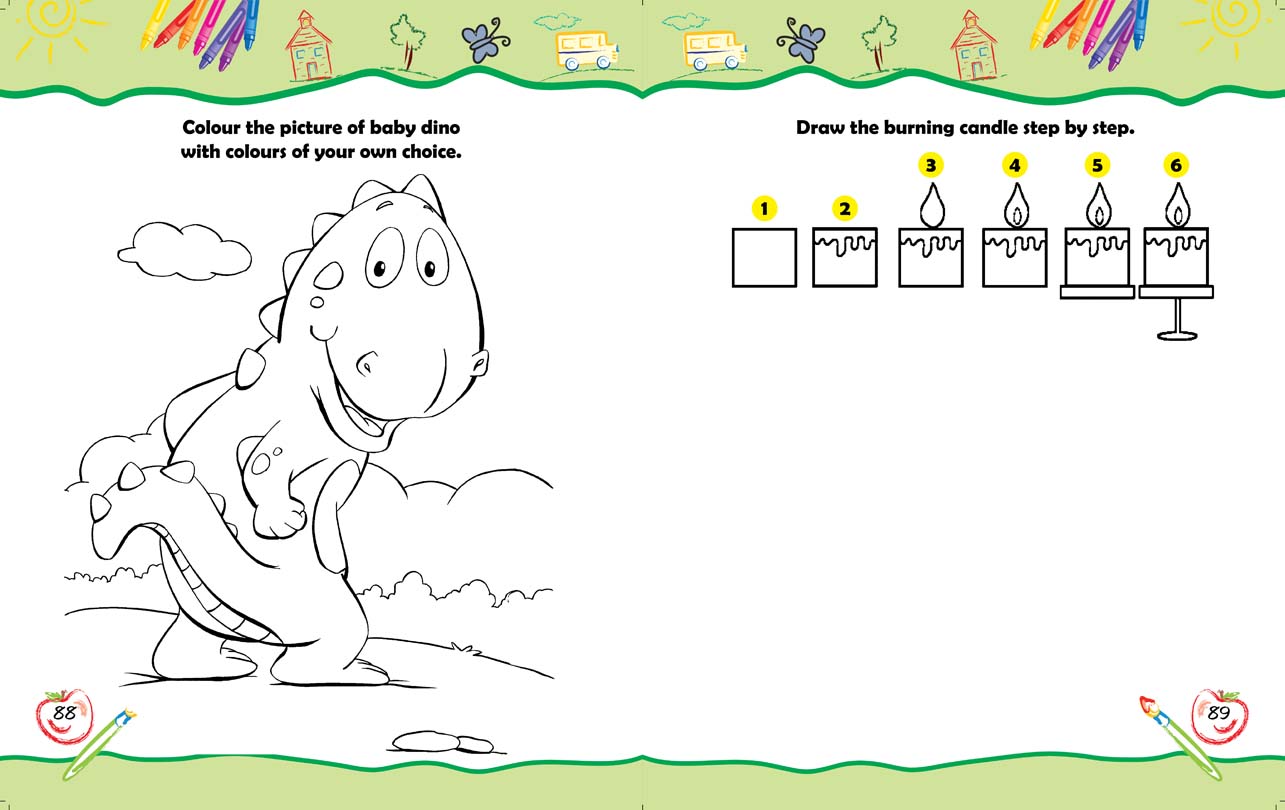 Colour the picture of baby dino
with colours of your own choice.
88
Draw the burning candle step by step.
1 2 3 4 5 6
89